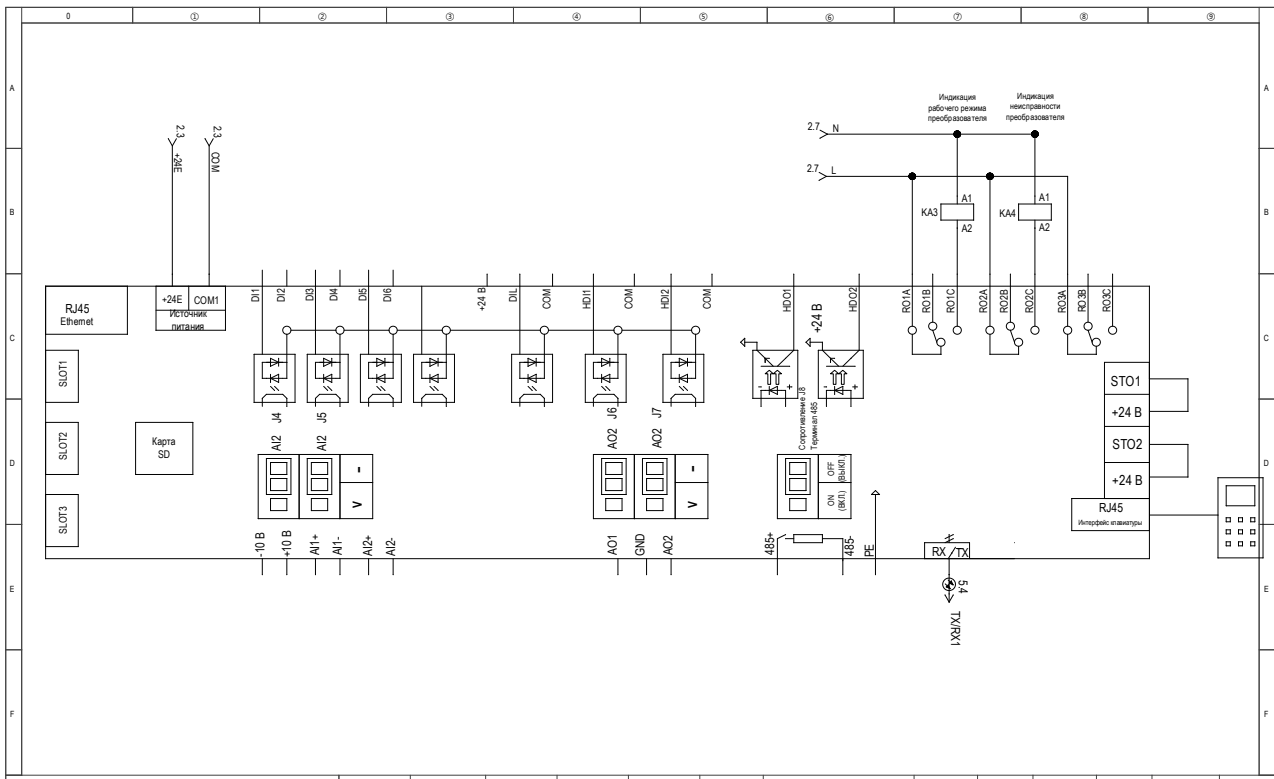 0 ① ② ③ ④ ⑤ ⑥ ⑦ ⑧ ⑨
A
A
Индикация
рабочего режима
преобразователя
Индикация
неисправности
преобразователя
2.3
2.3
+24E
COM
2.7
N
2.7
L
B
B
KA3
A1
A2
KA4
A1
A2
RJ45
Ethernet
+24E
COM1
Источник
питания
DI1
DI2
DI3
DI4
DI5
DI6
+24 В
DIL
COM
HDI1
COM
HDI2
COM
HDO1
+24 В
HDO2
RO1A
RO1B
RO1C
RO2A
RO2B
RO2C
RO3A
RO3B
RO3C
C
C
SLOT1
STO1
+24 В
STO2
+24 В
- +
- +
J4
J5
J6
J7
Сопротивление J8
Терминал 485
SLOT2
Карта
SD
AI2
AI2
AO2
AO2
D
D
-
V
-
V
OFF
(ВЫКЛ.)
ON
(ВКЛ.)
SLOT3
RJ45
Интерфейс клавиатуры
-10 В
+10 В
AI1+
AI1-
AI2+
AI2-
AO1
GND
AO2
485+
485-
PE
RX
TX
E
E
5.4
TX/RX1
F
F